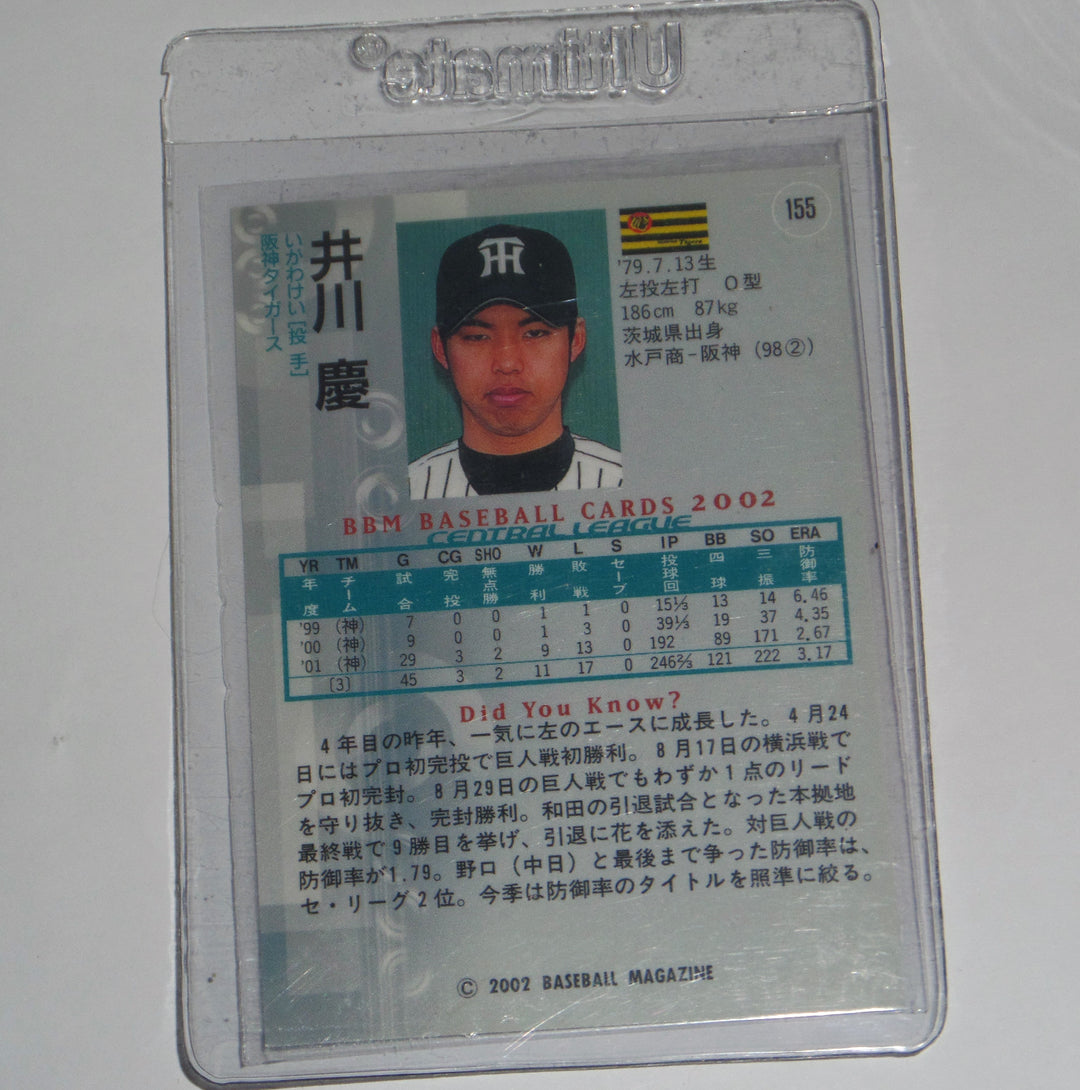 Ultimate®
155
井川 慶
いがわけい［投 手］
阪神タイガース
Tigers
'79.7.13生
左投左打 O型
186cm 87kg
茨城県出身
水戸商－阪神（98②）
BBM BASEBALL CARDS 2002
CENTRAL LEAGUE
YR TM G CG SHO W L S IP BB SO ERA
年度 チーム 試合 完投 無点勝 勝利 敗戦 セーブ 投球回 四球 三振 防御率
'99 (神) 7 0 0 1 1 0 15⅓ 13 14 6.46
'00 (神) 9 0 0 1 3 0 39⅓ 19 37 4.35
'01 (神) 29 3 2 9 13 0 192 89 171 2.67
〔3〕 45 3 2 11 17 0 246⅔ 121 222 3.17
Did You Know?
4年目の昨年、一気に左のエースに成長した。4月24
日にはプロ初完投で巨人戦初勝利。8月17日の横浜戦で
プロ初完封。8月29日の巨人戦でもわずか1点のリード
を守り抜き、完封勝利。和田の引退試合となった本拠地
最終戦で9勝目を挙げ、引退に花を添えた。対巨人戦の
防御率が1.79。野口（中日）と最後まで争った防御率は、
セ・リーグ2位。今季は防御率のタイトルを照準に絞る。
© 2002 BASEBALL MAGAZINE